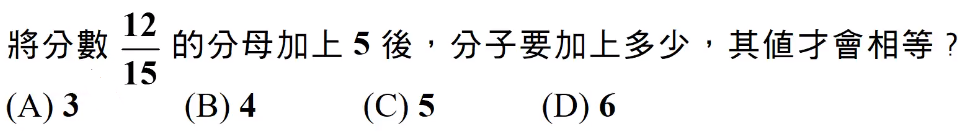 將分數 12/15 的分母加上 5 後，分子要加上多少，其值才會相等？
(A) 3 (B) 4 (C) 5 (D) 6